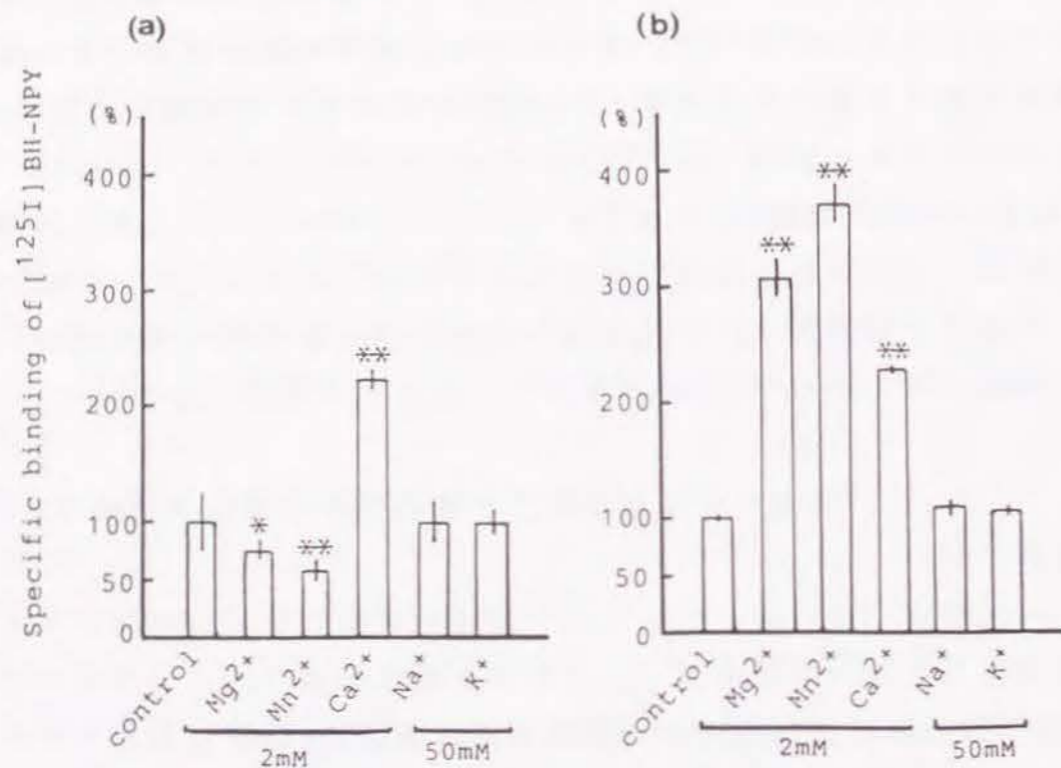 (a)
Specific binding of [¹²⁵I] BH-NPY
(%)
400
300
200
100
50
0
*
**
**
control
Mg²⁺
Mn²⁺
Ca²⁺
Na⁺
K⁺
2mM
50mM
(b)
(%)
400
300
200
100
50
0
**
**
**
control
Mg²⁺
Mn²⁺
Ca²⁺
Na⁺
K⁺
2mM
50mM